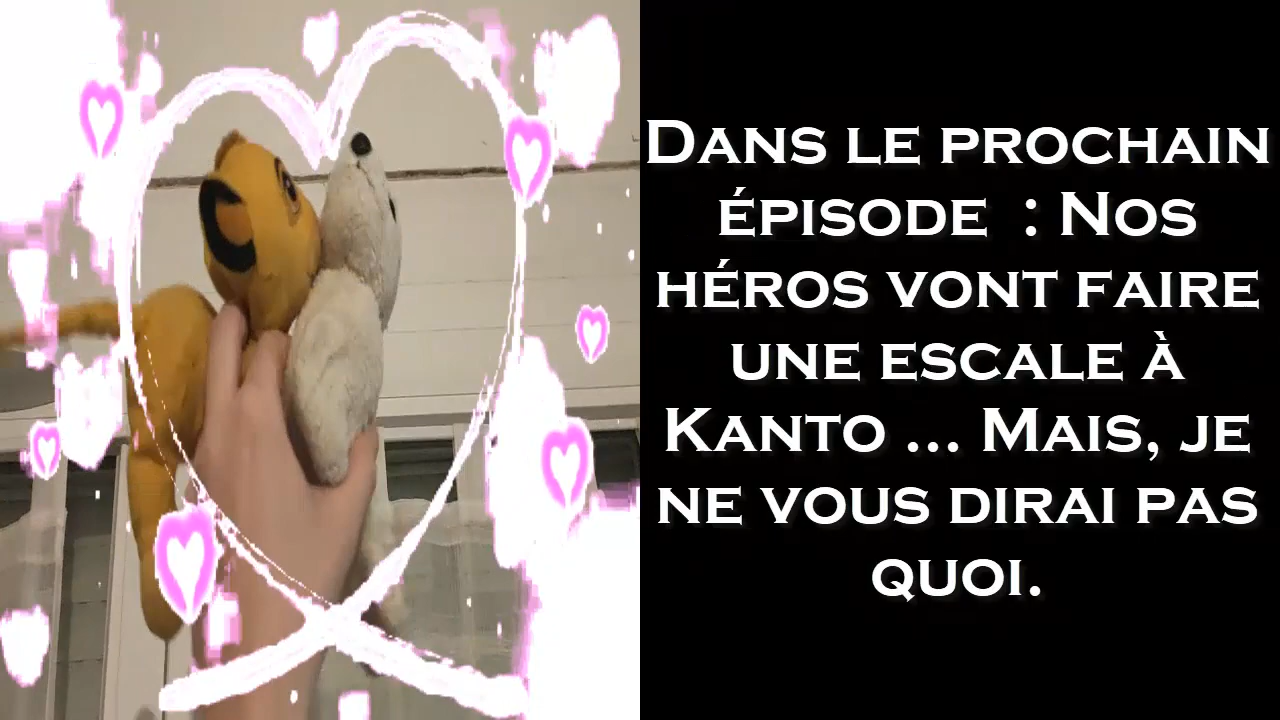 Dans le prochain
épisode  : Nos
héros vont faire
une escale à
Kanto ... Mais, je
ne vous dirai pas
quoi.